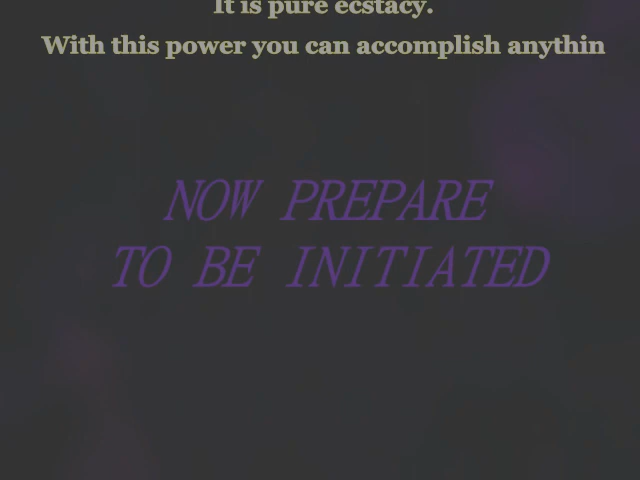 It is pure ecstacy.
With this power you can accomplish anythin
NOW PREPARE
TO BE INITIATED